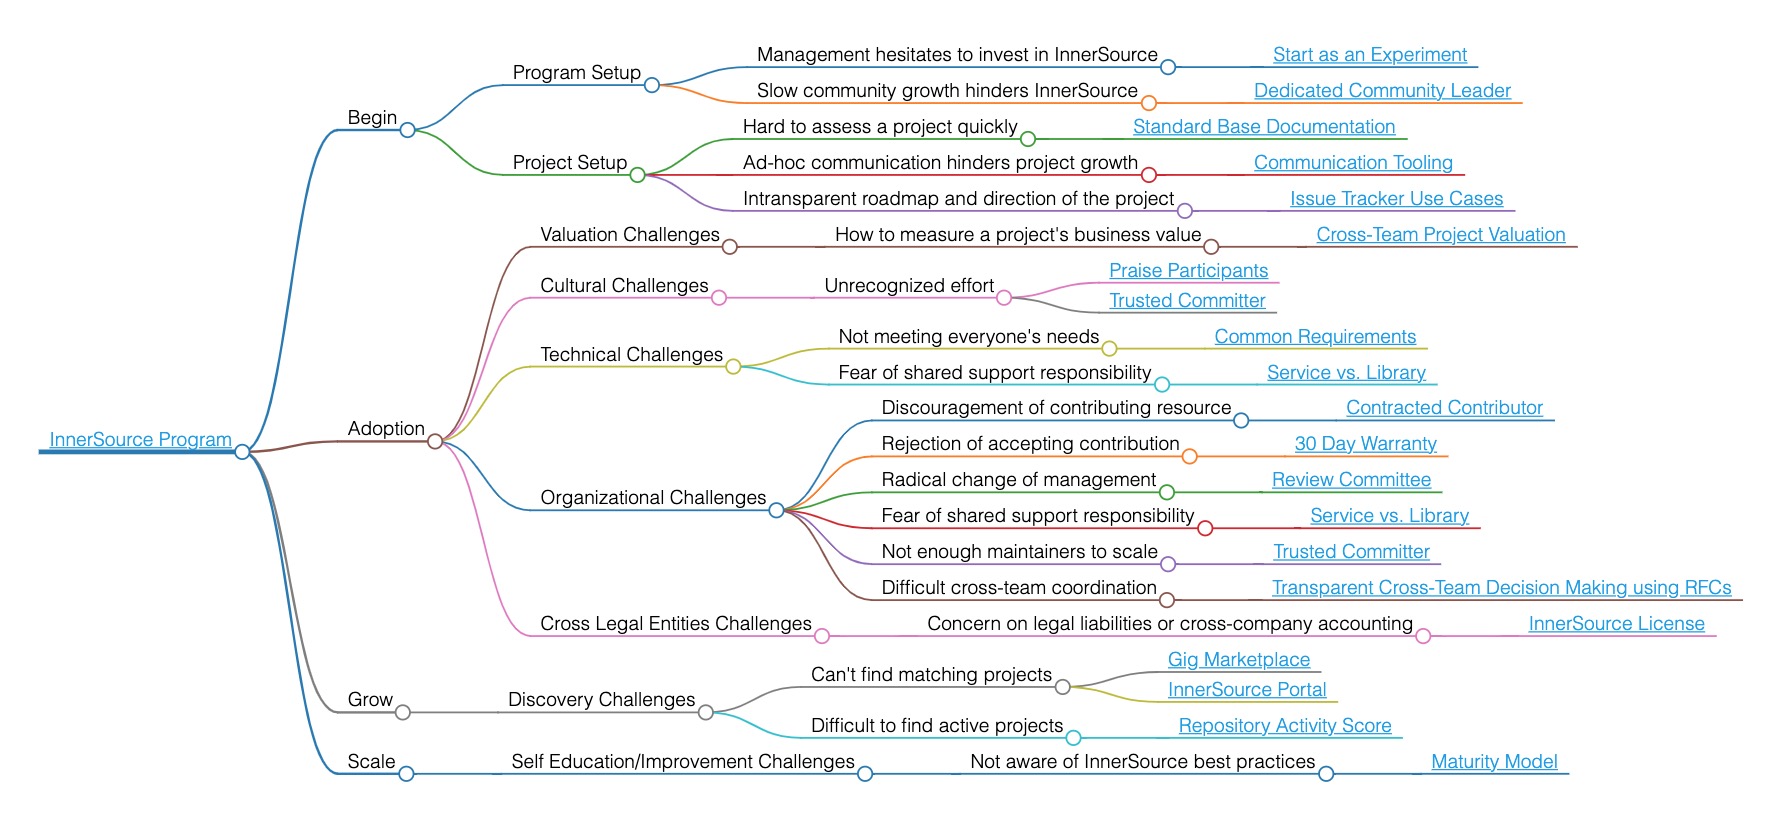 Management hesitates to invest in InnerSource
Start as an Experiment
Program Setup
Slow community growth hinders InnerSource
Dedicated Community Leader
Begin
Hard to assess a project quickly
Standard Base Documentation
Project Setup
Ad-hoc communication hinders project growth
Communication Tooling
Intransparent roadmap and direction of the project
Issue Tracker Use Cases
Valuation Challenges
How to measure a project's business value
Cross-Team Project Valuation
Cultural Challenges
Unrecognized effort
Praise Participants
Trusted Committer
Technical Challenges
Not meeting everyone's needs
Common Requirements
Fear of shared support responsibility
Service vs. Library
InnerSource Program
Adoption
Organizational Challenges
Discouragement of contributing resource
Contracted Contributor
Rejection of accepting contribution
30 Day Warranty
Radical change of management
Review Committee
Fear of shared support responsibility
Service vs. Library
Not enough maintainers to scale
Trusted Committer
Difficult cross-team coordination
Transparent Cross-Team Decision Making using RFCs
Cross Legal Entities Challenges
Concern on legal liabilities or cross-company accounting
InnerSource License
Grow
Discovery Challenges
Can't find matching projects
Gig Marketplace
InnerSource Portal
Difficult to find active projects
Repository Activity Score
Scale
Self Education/Improvement Challenges
Not aware of InnerSource best practices
Maturity Model